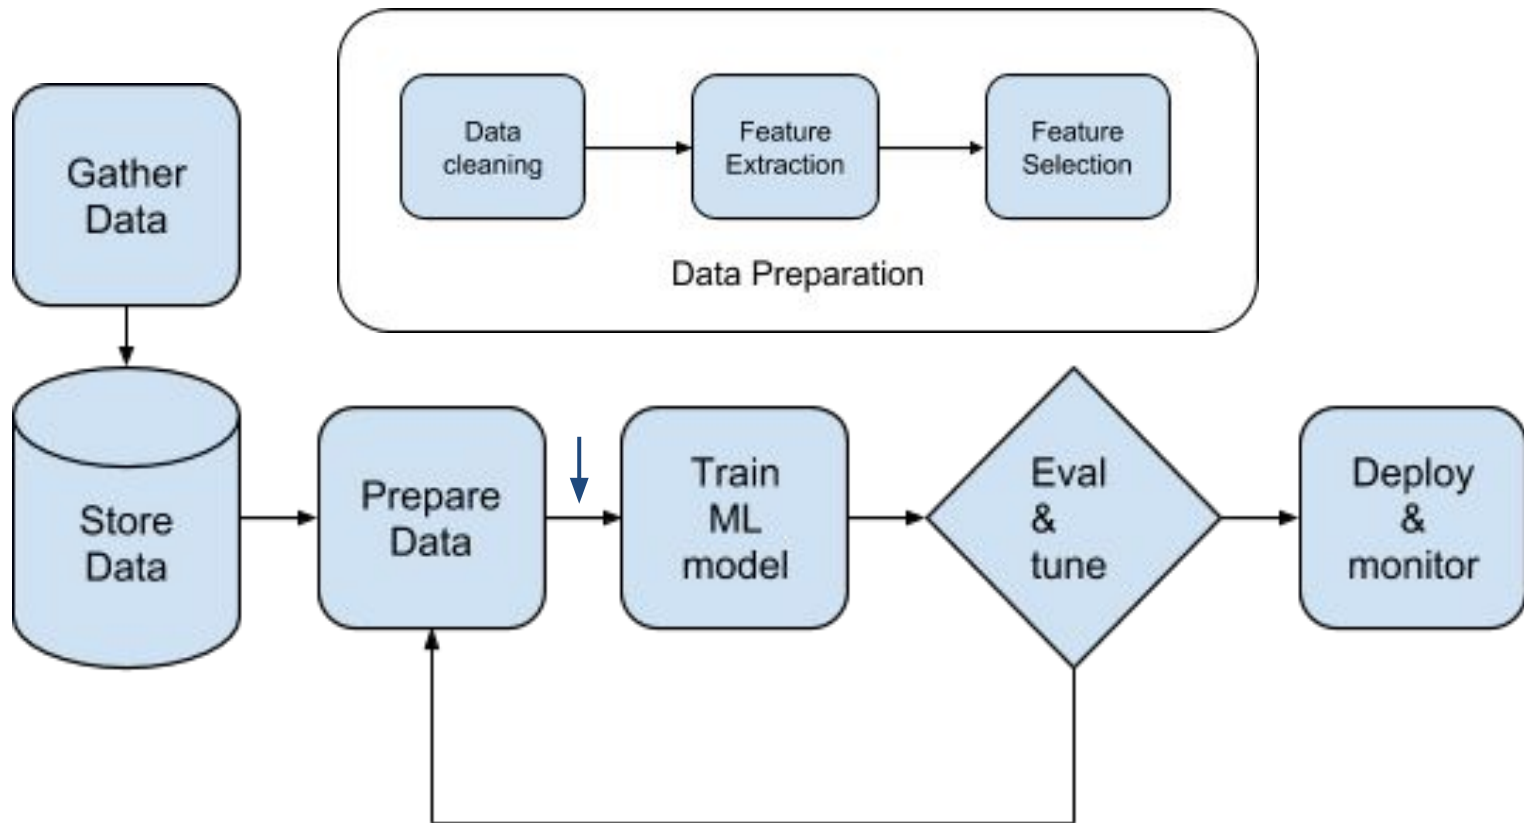 Gather
Data
Data
cleaning
Feature
Extraction
Feature
Selection
Data Preparation
Store
Data
Prepare
Data
Train
ML
model
Eval
&
tune
Deploy
&
monitor